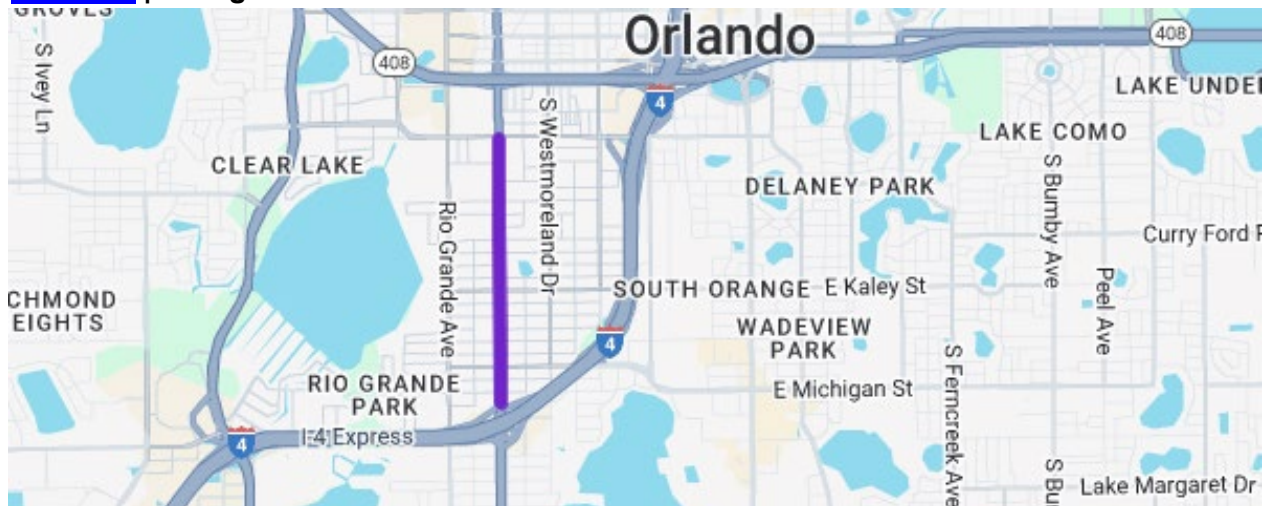 GROVES
Orlando
408
408
S Ivey Ln
4
LAKE UNDE
S Westmoreland Dr
LAKE COMO
CLEAR LAKE
DELANEY PARK
S Bumby Ave
Rio Grande Ave
Curry Ford
CHMOND
EIGHTS
SOUTH ORANGE
E Kaley St
Peel Ave
WADEVIEW
PARK
4
RIO GRANDE
PARK
E Michigan St
S Ferncreek Ave
I-4 Express
4
S Bu
Lake Margaret Dr